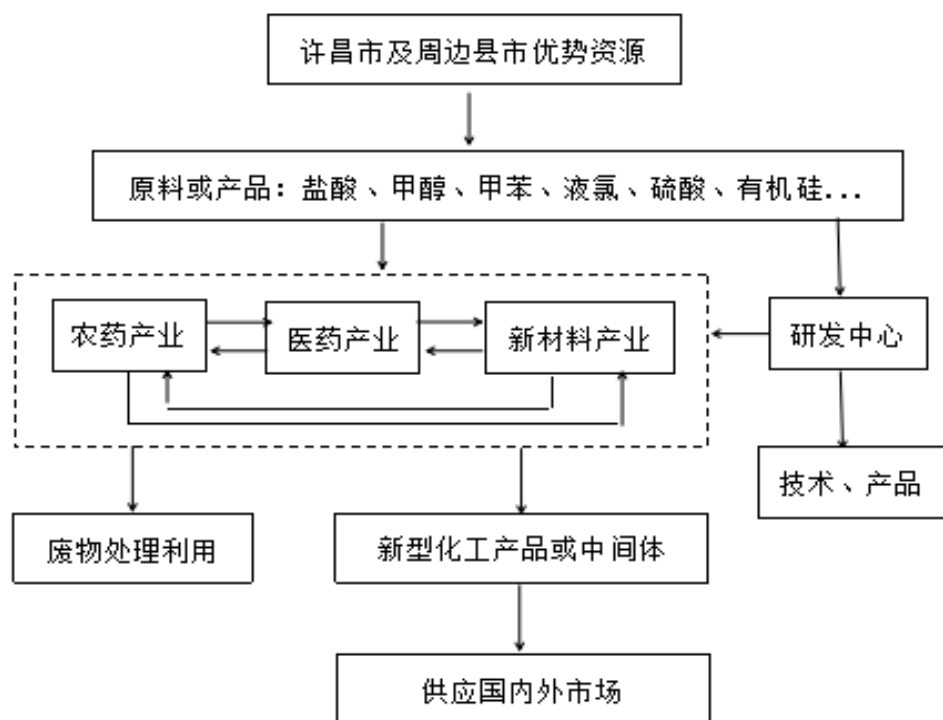 许昌市及周边县市优势资源
原料或产品：盐酸、甲醇、甲苯、液氯、硫酸、有机硅...
农药产业
医药产业
新材料产业
研发中心
技术、产品
废物处理利用
新型化工产品或中间体
供应国内外市场